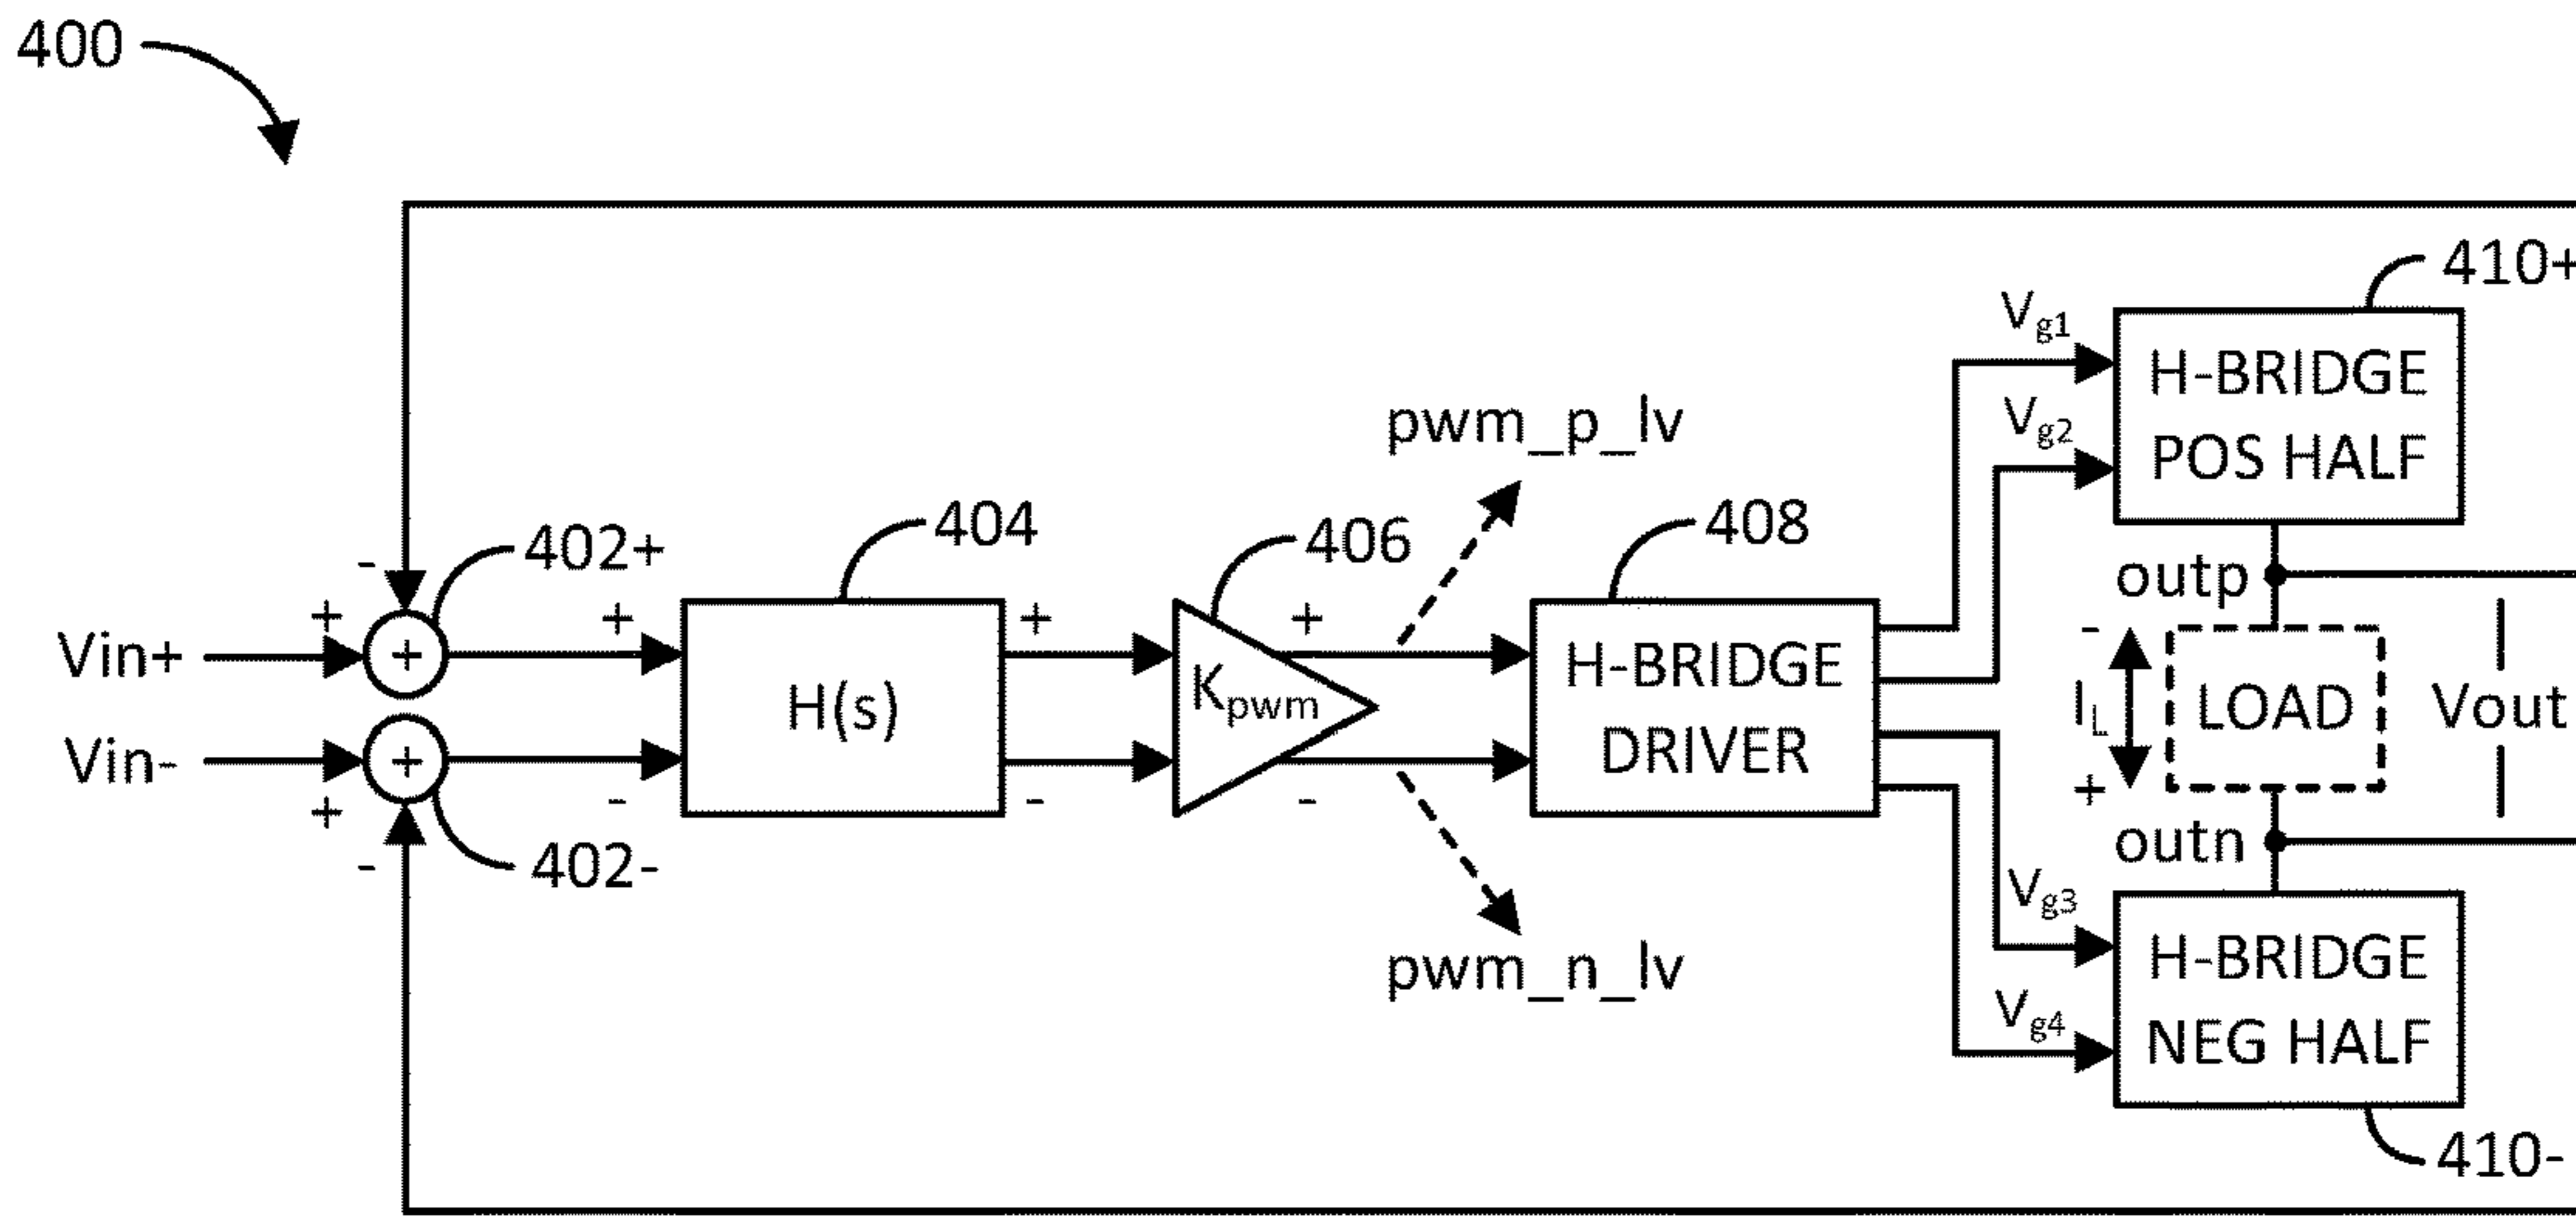 400
410+
Vg1
H-BRIDGE
POS HALF
Vg2
pwm_p_lv
402+
404
406
408
outp
-
+
+
+
+
Vin+
+
H(s)
Kpwm
H-BRIDGE
DRIVER
-
IL
LOAD
Vout
+
Vin-
+
+
-
-
-
-
402-
outn
Vg3
H-BRIDGE
NEG HALF
pwm_n_lv
Vg4
410-